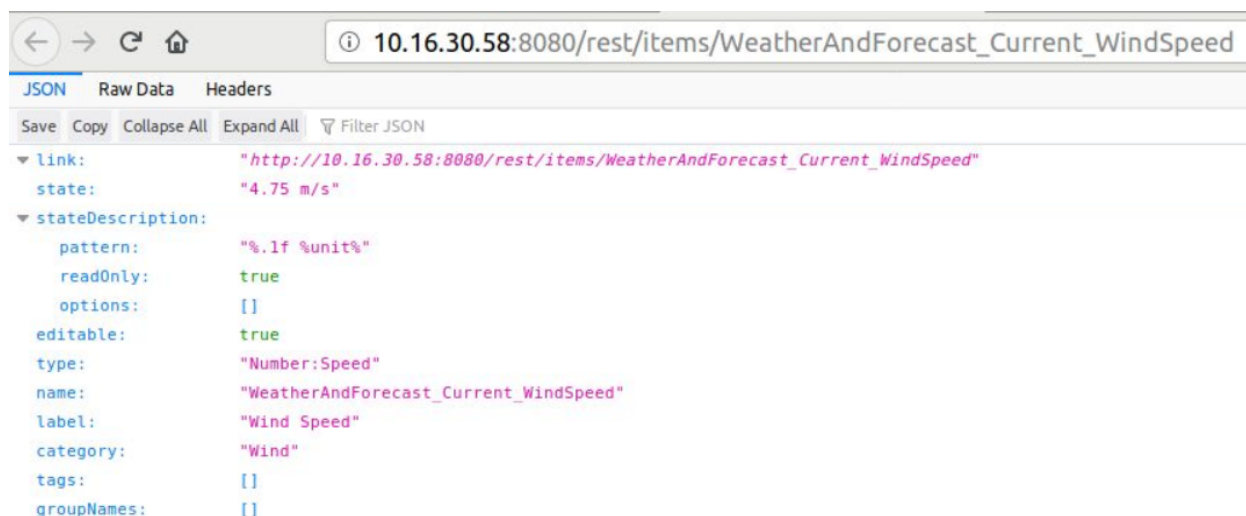 10.16.30.58:8080/rest/items/WeatherAndForecast_Current_WindSpeed
JSON Raw Data Headers
Save Copy Collapse All Expand All Filter JSON
link: "http://10.16.30.58:8080/rest/items/WeatherAndForecast_Current_WindSpeed"
state: "4.75 m/s"
stateDescription:
pattern: "%.1f %unit%"
readOnly: true
options: []
editable: true
type: "Number:Speed"
name: "WeatherAndForecast_Current_WindSpeed"
label: "Wind Speed"
category: "Wind"
tags: []
groupNames: []